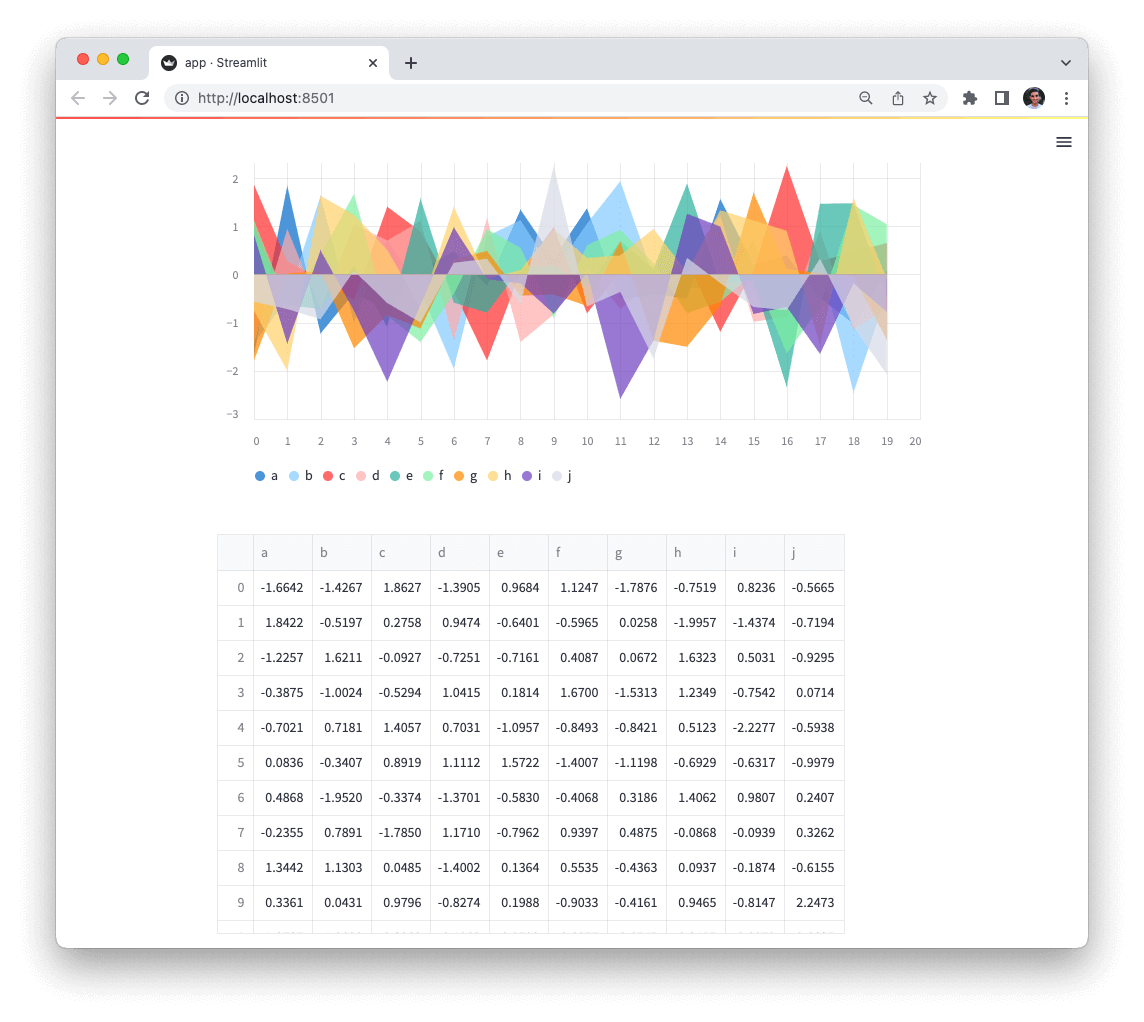 app · Streamlit
http://localhost:8501
2
1
0
−1
−2
−3
0 1 2 3 4 5 6 7 8 9 10 11 12 13 14 15 16 17 18 19 20
a b c d e f g h i j
a b c d e f g h i j
0 -1.6642 -1.4267 1.8627 -1.3905 0.9684 1.1247 -1.7876 -0.7519 0.8236 -0.5665
1 1.8422 -0.5197 0.2758 0.9474 -0.6401 -0.5965 0.0258 -1.9957 -1.4374 -0.7194
2 -1.2257 1.6211 -0.0927 -0.7251 -0.7161 0.4087 0.0672 1.6323 0.5031 -0.9295
3 -0.3875 -1.0024 -0.5294 1.0415 0.1814 1.6700 -1.5313 1.2349 -0.7542 0.0714
4 -0.7021 0.7181 1.4057 0.7031 -1.0957 -0.8493 -0.8421 0.5123 -2.2277 -0.5938
5 0.0836 -0.3407 0.8919 1.1112 1.5722 -1.4007 -1.1198 -0.6929 -0.6317 -0.9979
6 0.4868 -1.9520 -0.3374 -1.3701 -0.5830 -0.4068 0.3186 1.4062 0.9807 0.2407
7 -0.2355 0.7891 -1.7850 1.1710 -0.7962 0.9397 0.4875 -0.0868 -0.0939 0.3262
8 1.3442 1.1303 0.0485 -1.4002 0.1364 0.5535 -0.4363 0.0937 -0.1874 -0.6155
9 0.3361 0.0431 0.9796 -0.8274 0.1988 -0.9033 -0.4161 0.9465 -0.8147 2.2473